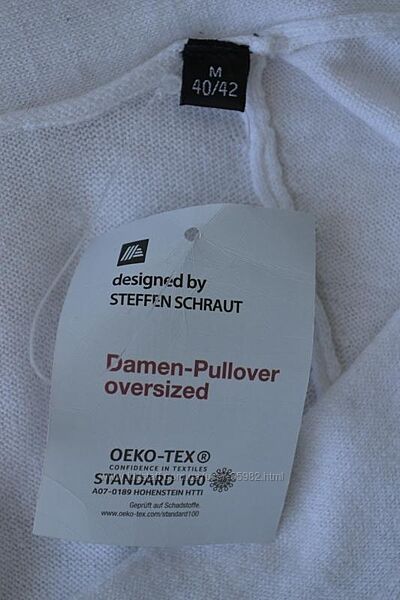 M
40/42
designed by
STEFFEN SCHRAUT
Damen-Pullover
oversized
OEKO-TEX®
CONFIDENCE IN TEXTILES
STANDARD 100
A07-0189 HOHENSTEIN HTTI
Geprüft auf Schadstoffe.
www.oeko-tex.com/standard100